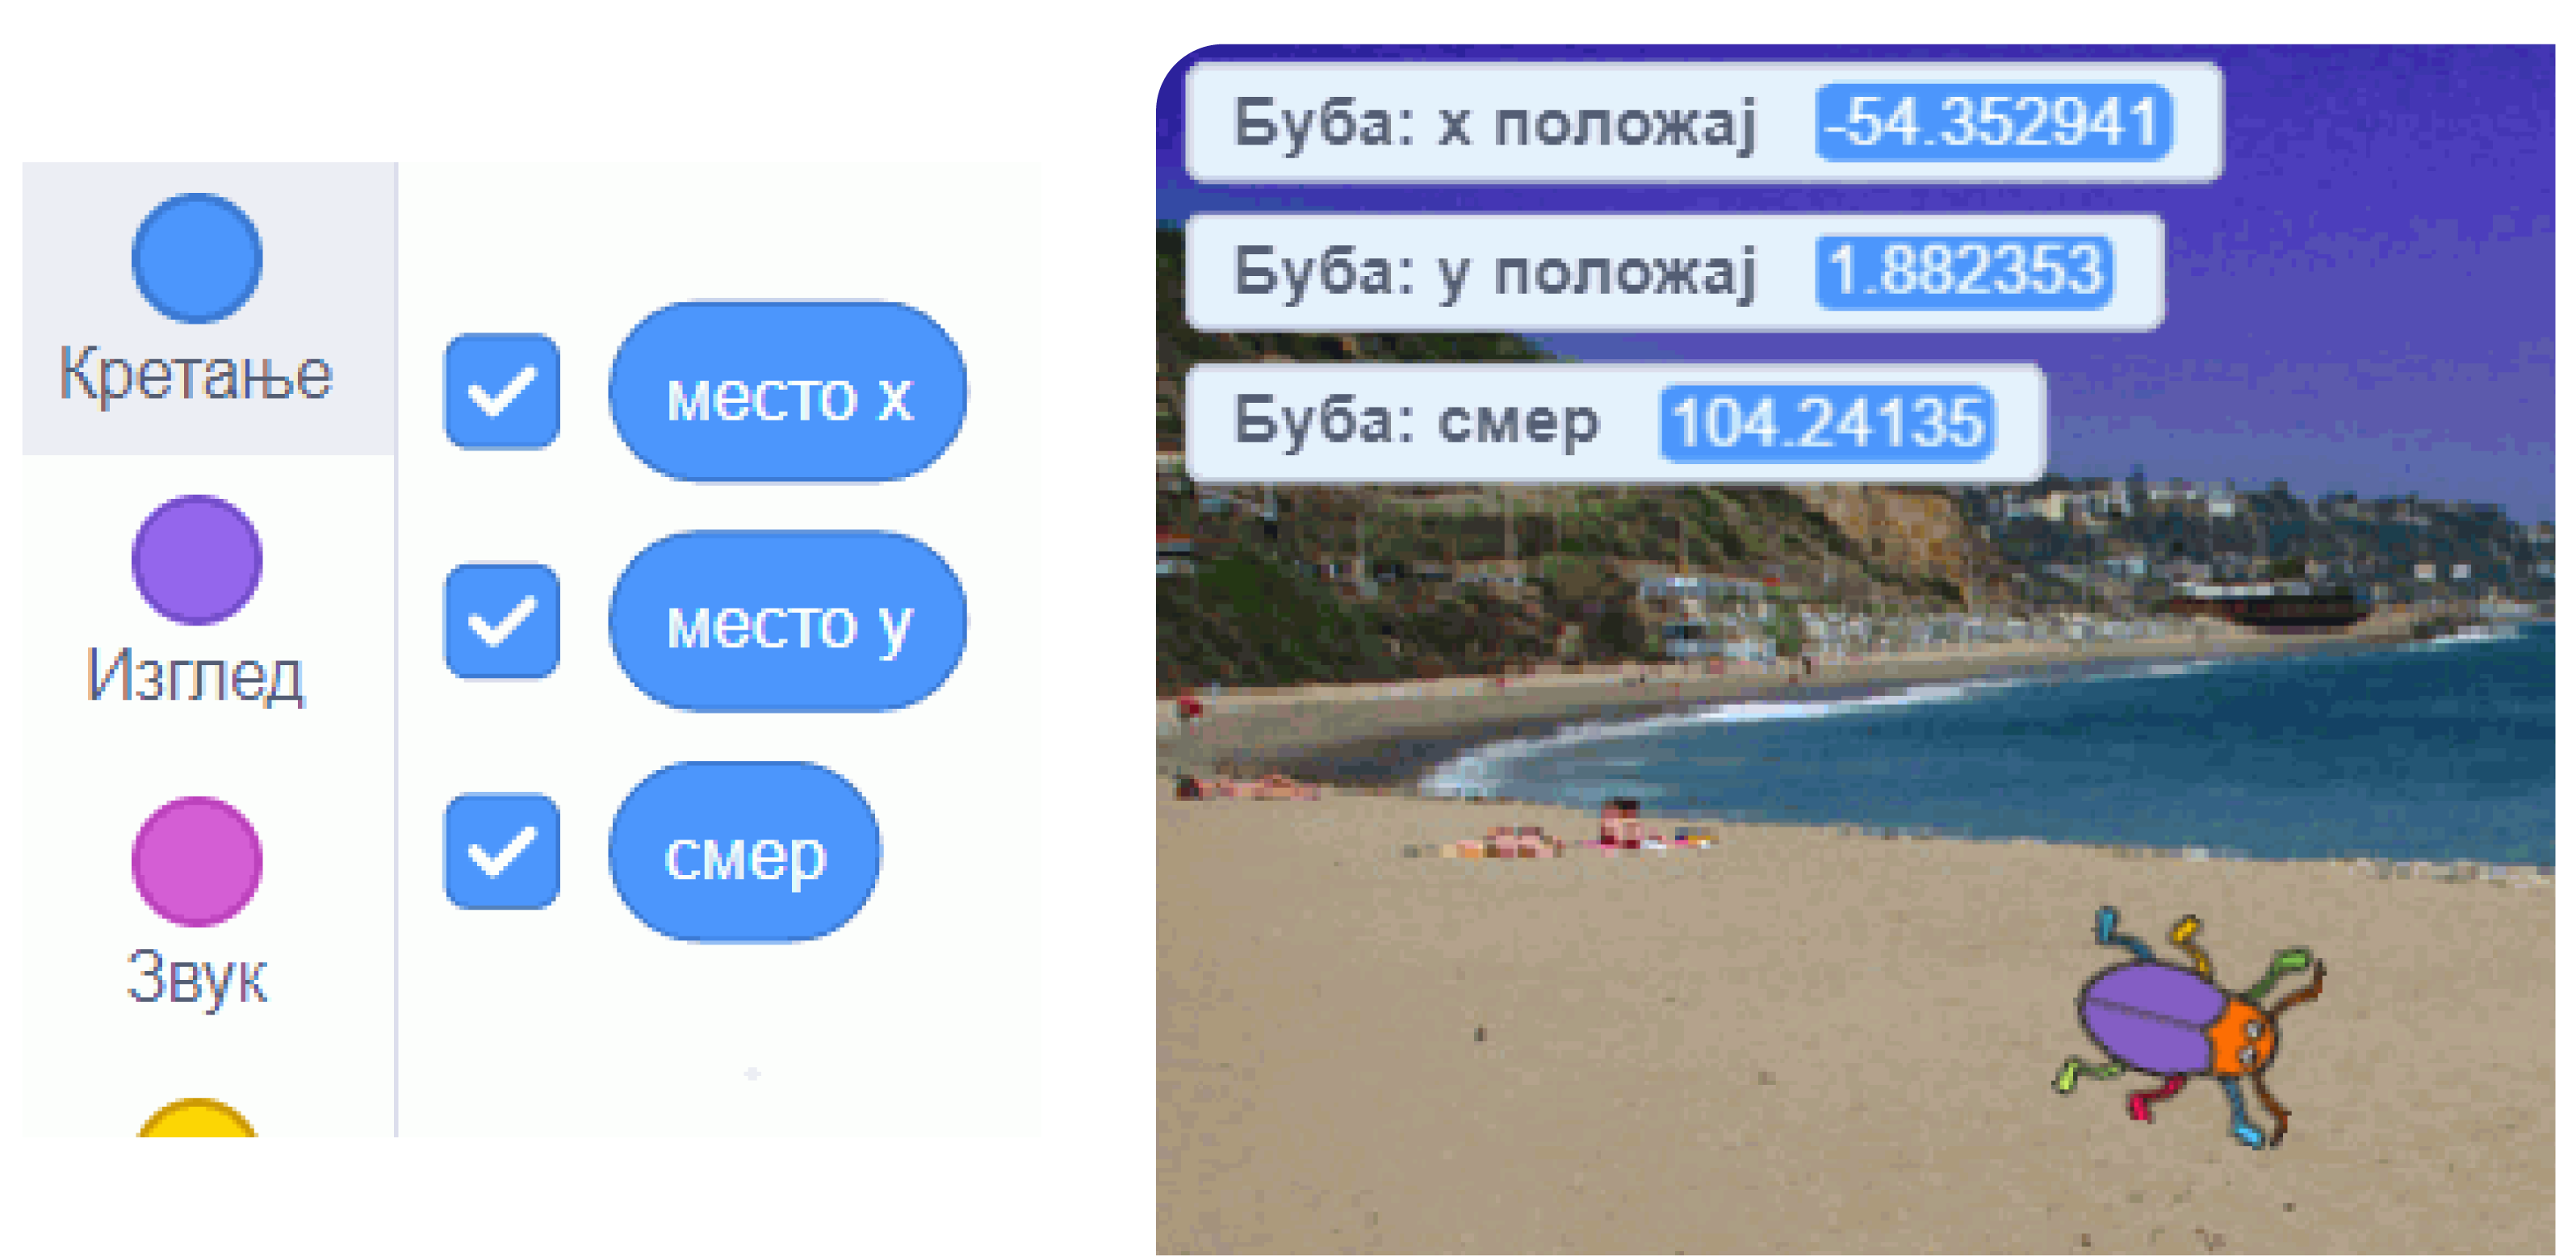 Кретање
Изглед
Звук
место x
место y
смер
Буба: x положај -54.352941
Буба: y положај 1.882353
Буба: смер 104.24135